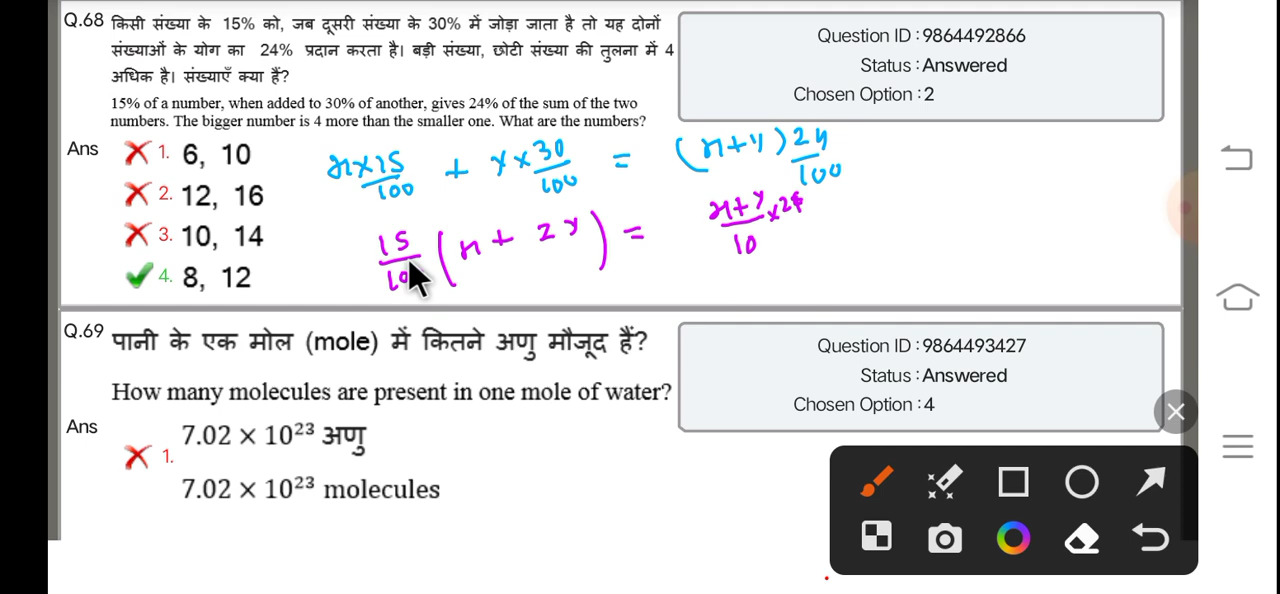 Q.68 किसी संख्या के 15% को, जब दूसरी संख्या के 30% में जोड़ा जाता है तो यह दोनों
संख्याओं के योग का 24% प्रदान करता है। बड़ी संख्या, छोटी संख्या की तुलना में 4
अधिक है। संख्याएँ क्या हैं?
15% of a number, when added to 30% of another, gives 24% of the sum of the two
numbers. The bigger number is 4 more than the smaller one. What are the numbers?
Question ID : 9864492866
Status : Answered
Chosen Option : 2
Ans 1. 6, 10
2. 12, 16
3. 10, 14
4. 8, 12
x×15/100 + y×30/100 = (x+y) 24/100
15/10 (x + 2y) = x+y/10 ×24
Q.69 पानी के एक मोल (mole) में कितने अणु मौजूद हैं?
How many molecules are present in one mole of water?
Question ID : 9864493427
Status : Answered
Chosen Option : 4
Ans 1. 7.02 × 10²³ अणु
7.02 × 10²³ molecules